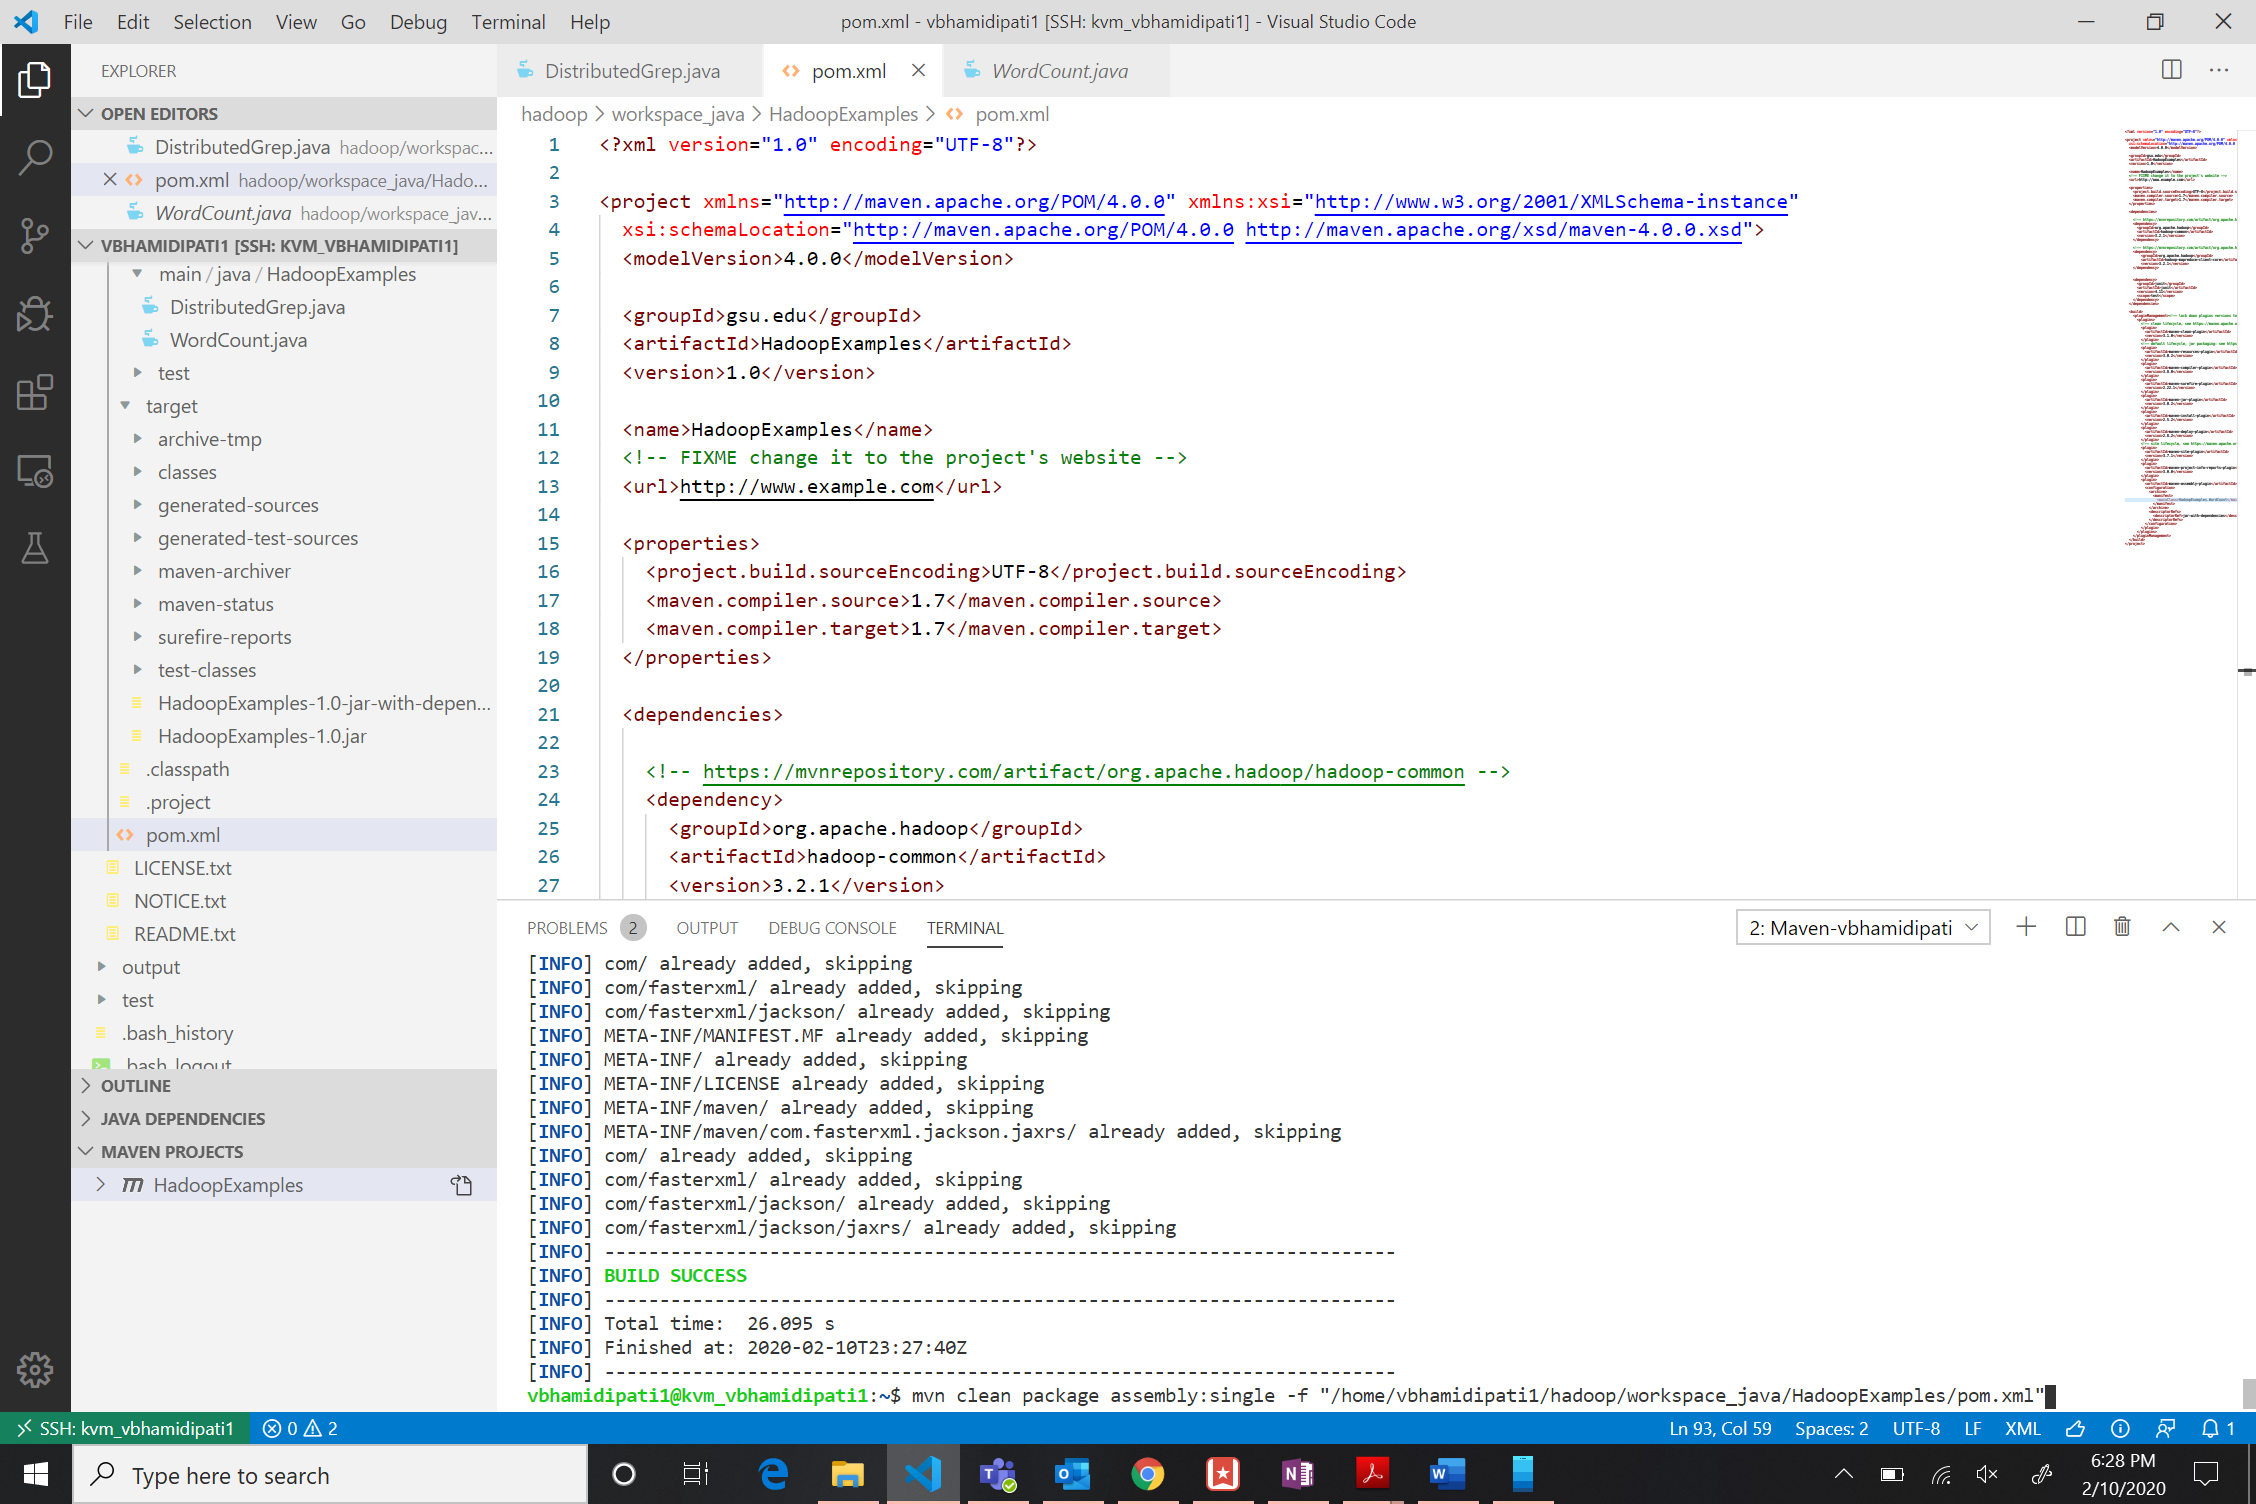 File Edit Selection View Go Debug Terminal Help
pom.xml - vbhamidipati1 [SSH: kvm_vbhamidipati1] - Visual Studio Code
EXPLORER
OPEN EDITORS
DistributedGrep.java hadoop/workspac...
pom.xml hadoop/workspace_java/Hado...
WordCount.java hadoop/workspace_jav...
VBHAMIDIPATI1 [SSH: KVM_VBHAMIDIPATI1]
main / java / HadoopExamples
DistributedGrep.java
WordCount.java
test
target
archive-tmp
classes
generated-sources
generated-test-sources
maven-archiver
maven-status
surefire-reports
test-classes
HadoopExamples-1.0-jar-with-depen...
HadoopExamples-1.0.jar
.classpath
.project
pom.xml
LICENSE.txt
NOTICE.txt
README.txt
output
test
.bash_history
.bash_logout
OUTLINE
JAVA DEPENDENCIES
MAVEN PROJECTS
m HadoopExamples
DistributedGrep.java pom.xml WordCount.java
hadoop > workspace_java > HadoopExamples > pom.xml
1 <?xml version="1.0" encoding="UTF-8"?>
2
3 <project xmlns="http://maven.apache.org/POM/4.0.0" xmlns:xsi="http://www.w3.org/2001/XMLSchema-instance"
4 xsi:schemaLocation="http://maven.apache.org/POM/4.0.0 http://maven.apache.org/xsd/maven-4.0.0.xsd">
5 <modelVersion>4.0.0</modelVersion>
6
7 <groupId>gsu.edu</groupId>
8 <artifactId>HadoopExamples</artifactId>
9 <version>1.0</version>
10
11 <name>HadoopExamples</name>
12 <!-- FIXME change it to the project's website -->
13 <url>http://www.example.com</url>
14
15 <properties>
16 <project.build.sourceEncoding>UTF-8</project.build.sourceEncoding>
17 <maven.compiler.source>1.7</maven.compiler.source>
18 <maven.compiler.target>1.7</maven.compiler.target>
19 </properties>
20
21 <dependencies>
22
23 <!-- https://mvnrepository.com/artifact/org.apache.hadoop/hadoop-common -->
24 <dependency>
25 <groupId>org.apache.hadoop</groupId>
26 <artifactId>hadoop-common</artifactId>
27 <version>3.2.1</version>
PROBLEMS 2 OUTPUT DEBUG CONSOLE TERMINAL
2: Maven-vbhamidipati
[INFO] com/ already added, skipping
[INFO] com/fasterxml/ already added, skipping
[INFO] com/fasterxml/jackson/ already added, skipping
[INFO] META-INF/MANIFEST.MF already added, skipping
[INFO] META-INF/ already added, skipping
[INFO] META-INF/LICENSE already added, skipping
[INFO] META-INF/maven/ already added, skipping
[INFO] META-INF/maven/com.fasterxml.jackson.jaxrs/ already added, skipping
[INFO] com/ already added, skipping
[INFO] com/fasterxml/ already added, skipping
[INFO] com/fasterxml/jackson/ already added, skipping
[INFO] com/fasterxml/jackson/jaxrs/ already added, skipping
[INFO] ------------------------------------------------------------------------
[INFO] BUILD SUCCESS
[INFO] ------------------------------------------------------------------------
[INFO] Total time:  26.095 s
[INFO] Finished at: 2020-02-10T23:27:40Z
[INFO] ------------------------------------------------------------------------
vbhamidipati1@kvm_vbhamidipati1:~$ mvn clean package assembly:single -f "/home/vbhamidipati1/hadoop/workspace_java/HadoopExamples/pom.xml"
SSH: kvm_vbhamidipati1 0 2
Ln 93, Col 59 Spaces: 2 UTF-8 LF XML 1
Type here to search
6:28 PM
2/10/2020